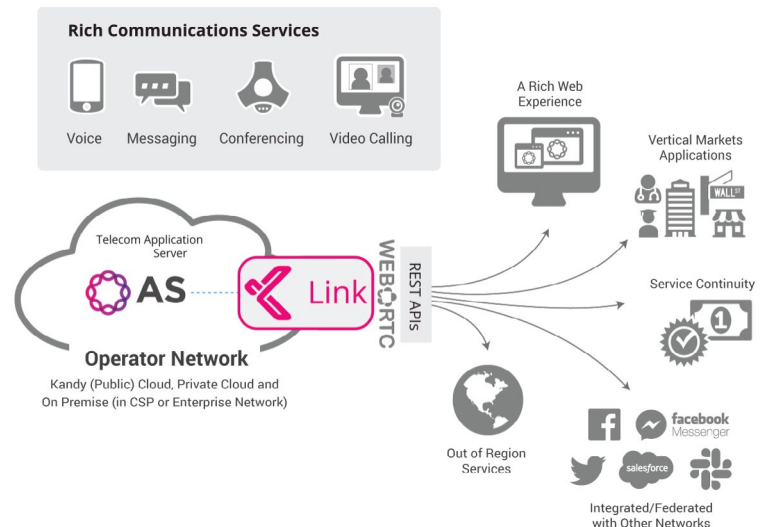 Rich Communications Services
Voice
Messaging
Conferencing
Video Calling
A Rich Web
Experience
Vertical Markets
Applications
WALL ST
Telecom Application
Server
AS
Link
WEBRTC
REST APIs
Service Continuity
1
Operator Network
Kandy (Public) Cloud, Private Cloud and
On Premise (in CSP or Enterprise Network)
Out of Region
Services
facebook
Messenger
salesforce
Integrated/Federated
with Other Networks